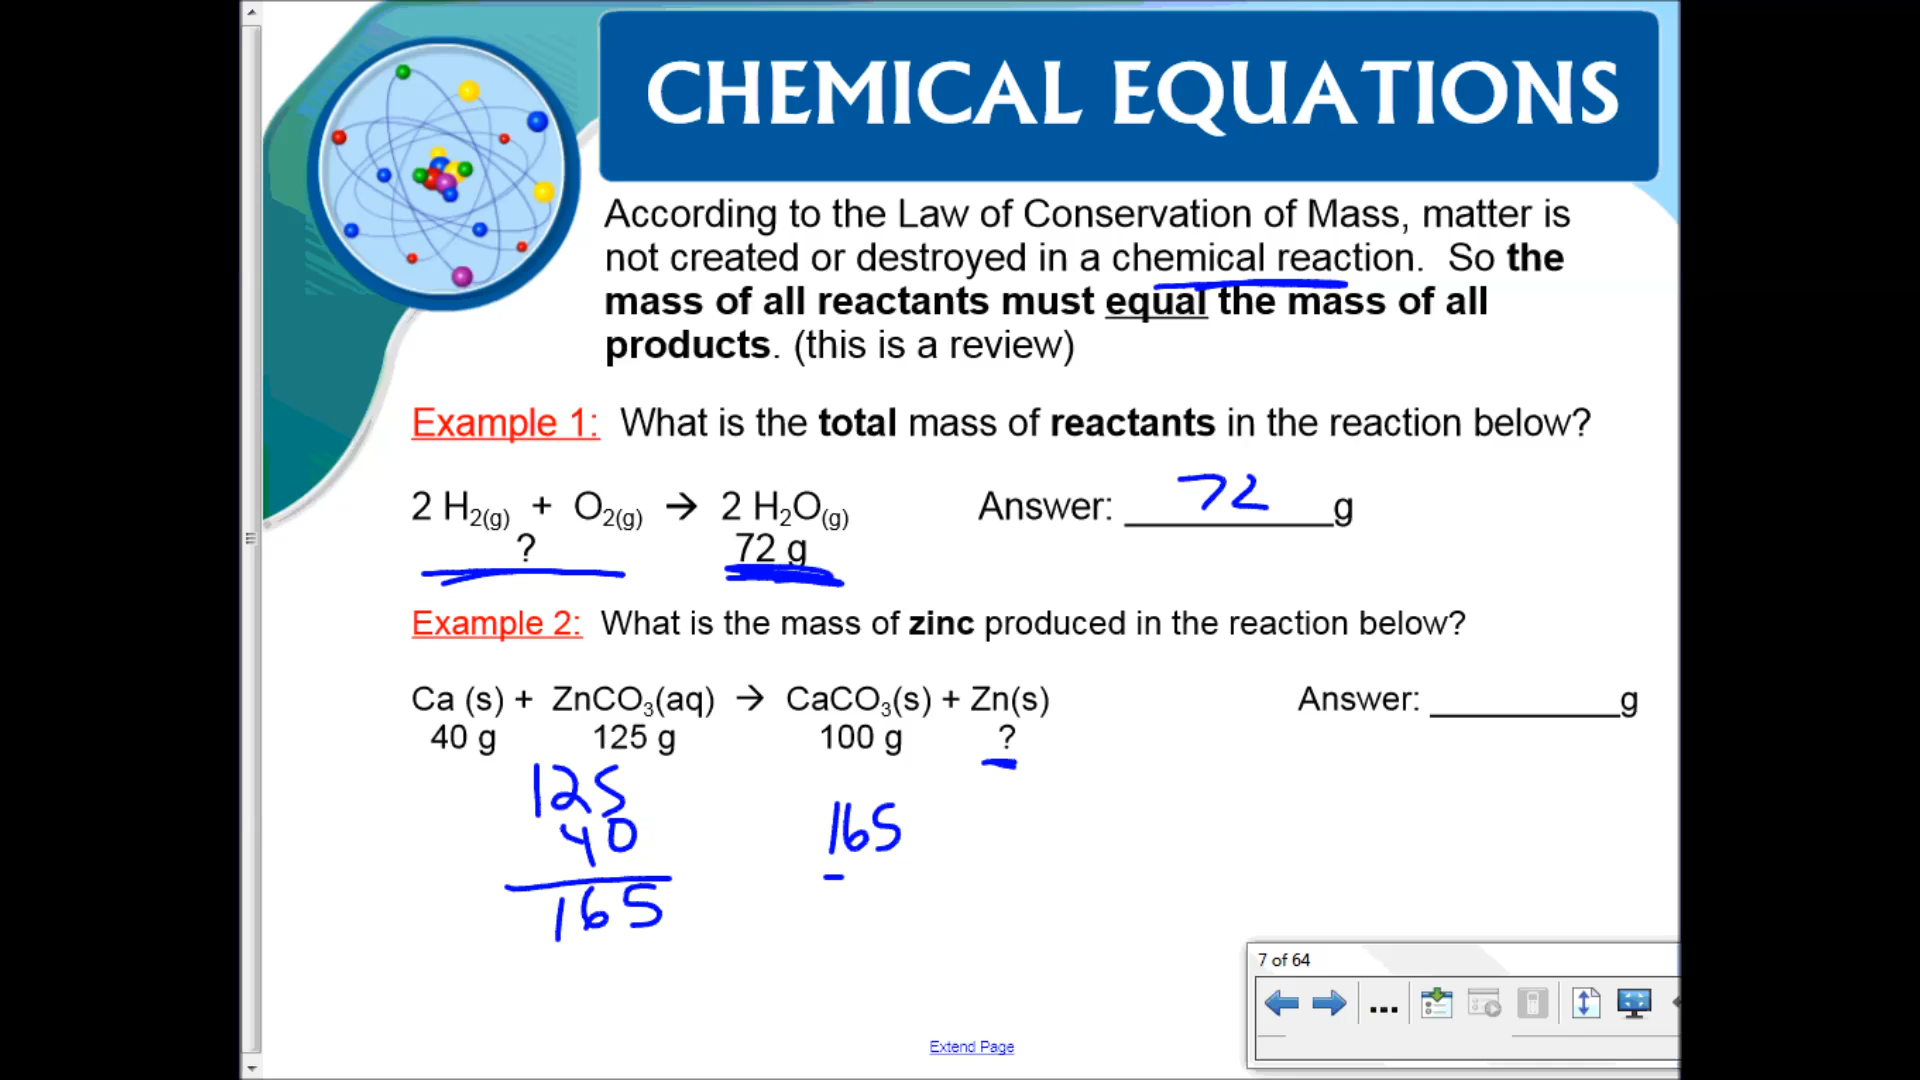 CHEMICAL EQUATIONS
According to the Law of Conservation of Mass, matter is
not created or destroyed in a chemical reaction. So the
mass of all reactants must equal the mass of all
products. (this is a review)
Example 1: What is the total mass of reactants in the reaction below?
2 H₂(g) + O₂(g) → 2 H₂O(g) Answer: 72 g
? 72 g
Example 2: What is the mass of zinc produced in the reaction below?
Ca (s) + ZnCO₃(aq) → CaCO₃(s) + Zn(s) Answer: __________g
40 g 125 g 100 g ?
125
40
165
165
7 of 64
Extend Page